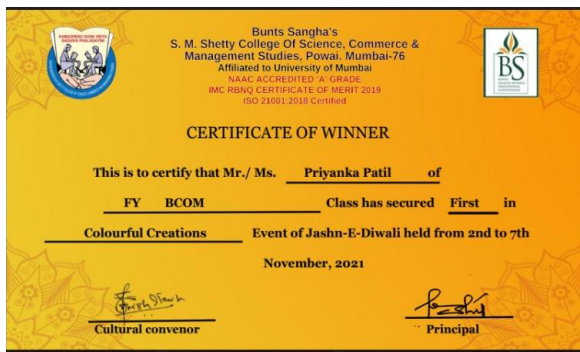 Bunts Sangha's
S. M. Shetty College Of Science, Commerce &
Management Studies, Powai. Mumbai-76
Affiliated to University of Mumbai
NAAC ACCREDITED 'A' GRADE
IMC RBNQ CERTIFICATE OF MERIT 2019
ISO 21001:2018 Certified
BS
CERTIFICATE OF WINNER
This is to certify that Mr./ Ms. Priyanka Patil of
FY BCOM Class has secured First in
Colourful Creations Event of Jashn-E-Diwali held from 2nd to 7th
November, 2021
Cultural convenor
Principal